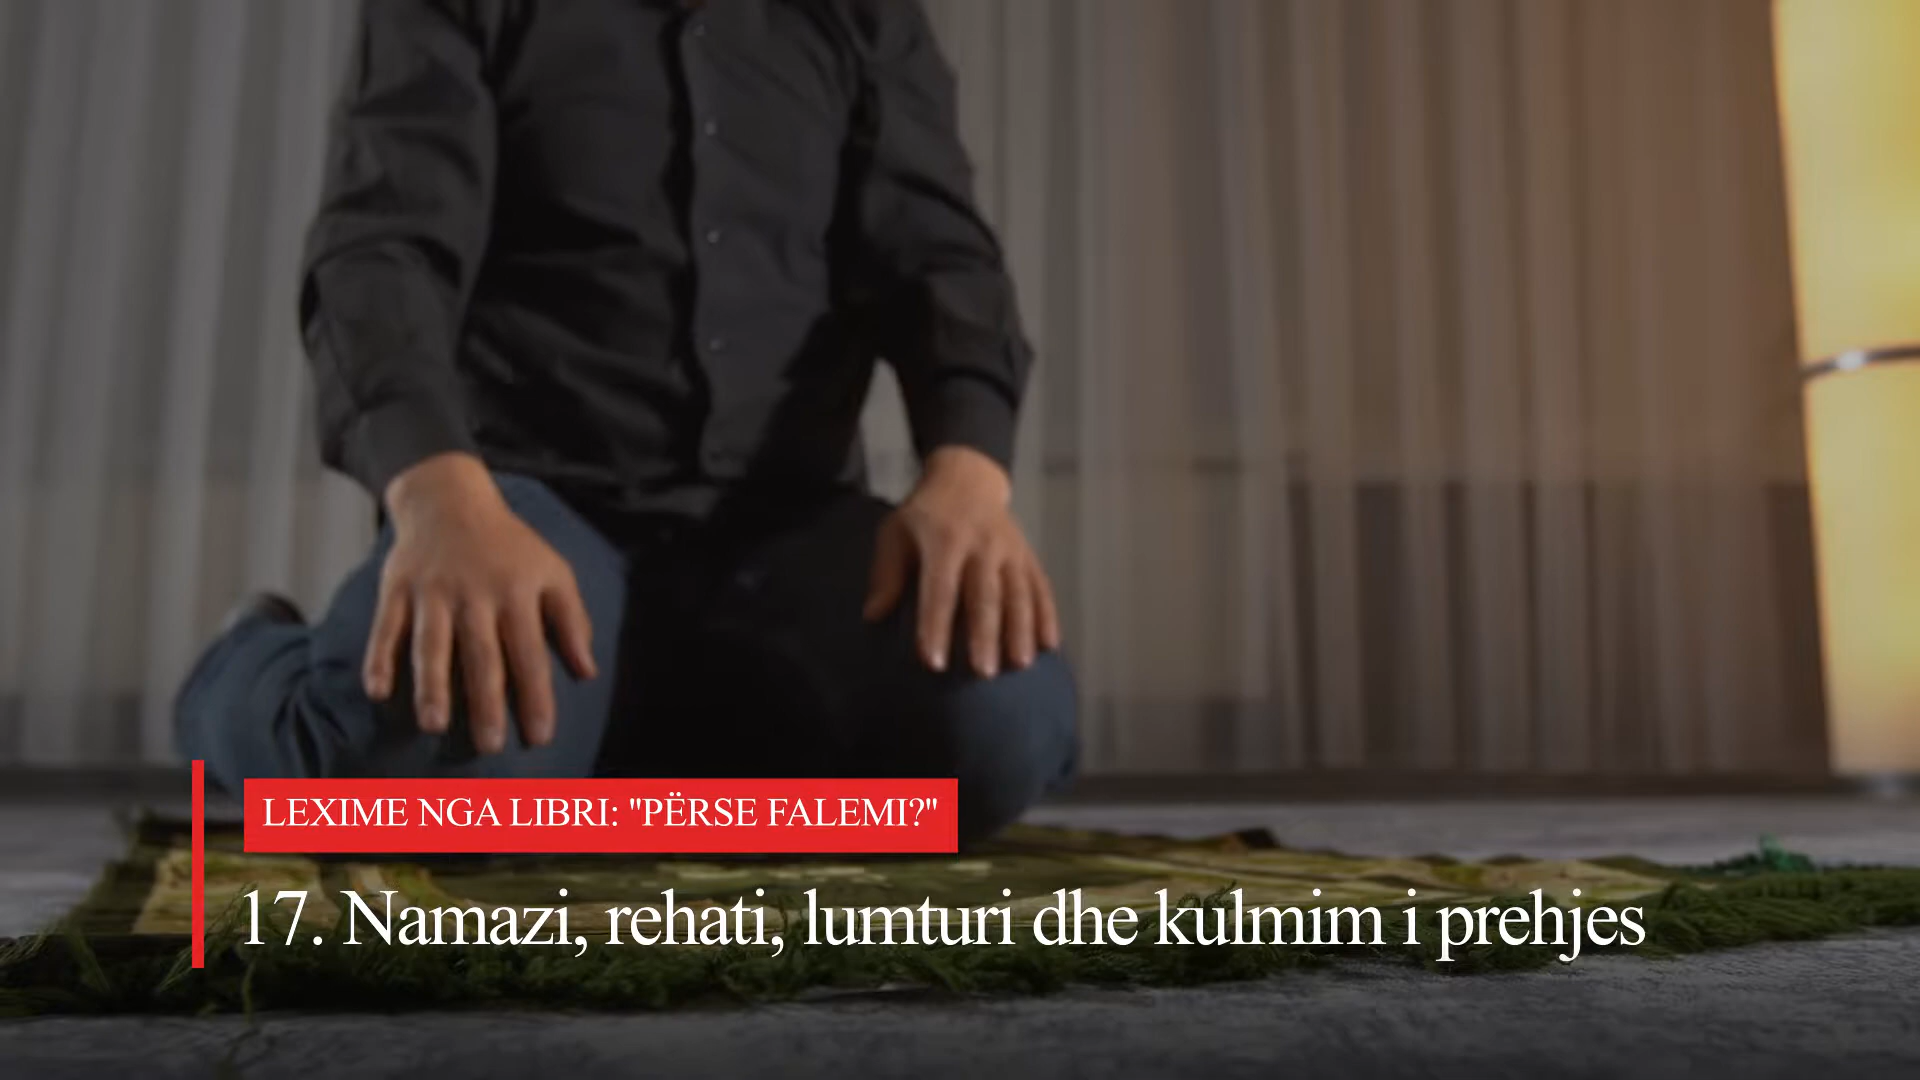 LEXIME NGA LIBRI: "PËRSE FALEMI?"
17. Namazi, rehati, lumturi dhe kulmim i prehjes